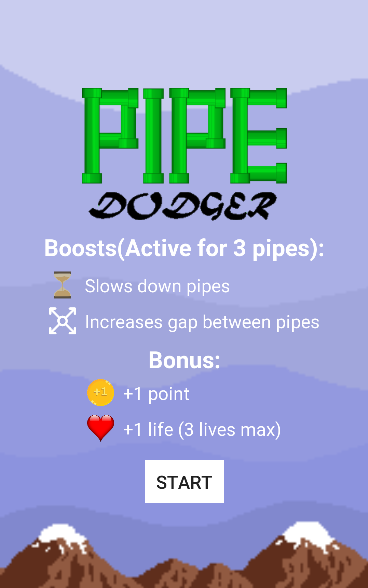 PIPE
DODGER
Boosts(Active for 3 pipes):
Slows down pipes
Increases gap between pipes
Bonus:
+1 +1 point
+1 life (3 lives max)
START